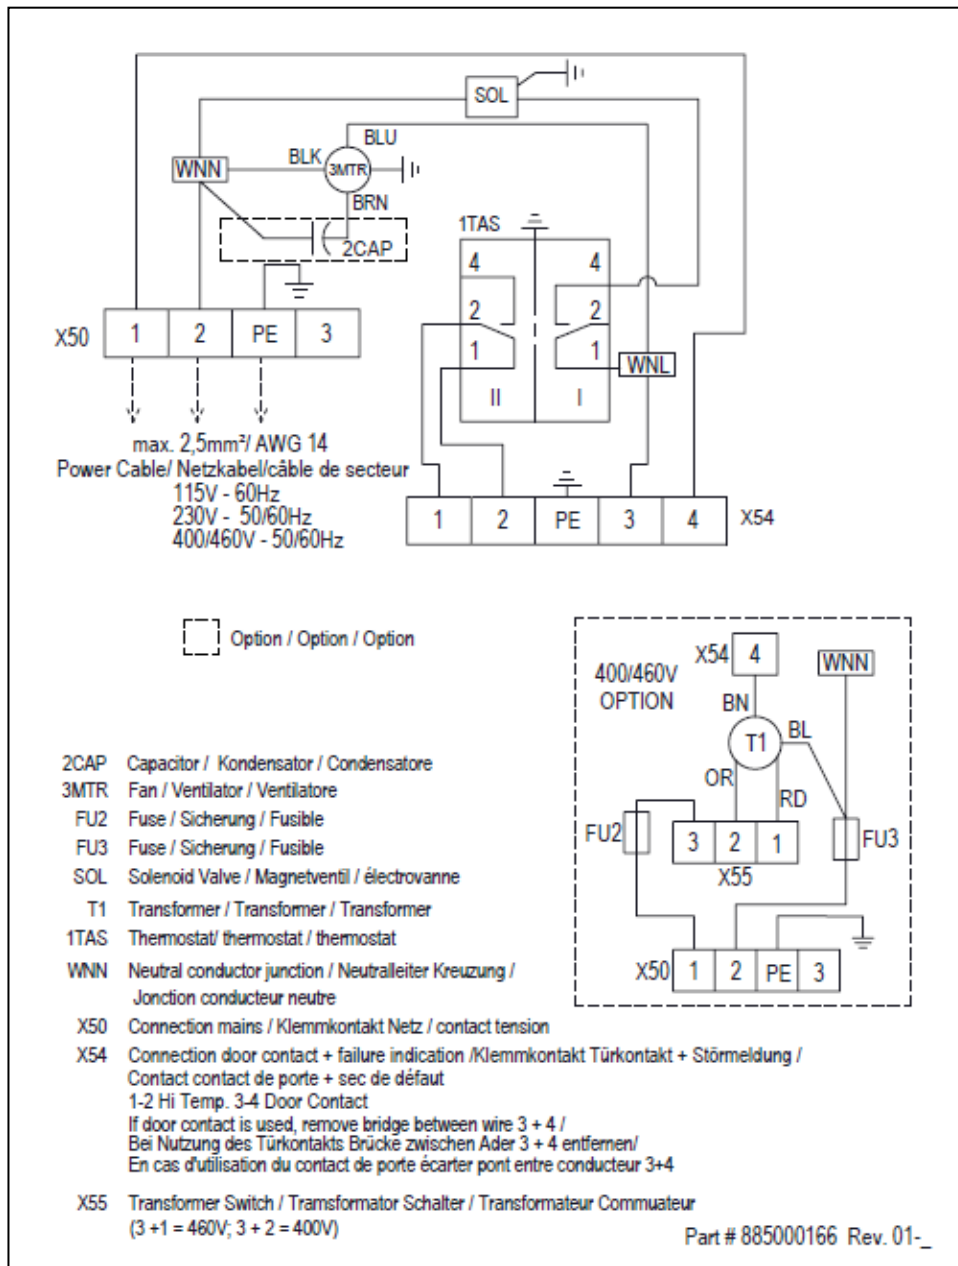 SOL
BLU
WNN
BLK
3MTR
BRN
2CAP
1TAS
4 4
2 2
1 1
WNL
II I
X50 1 2 PE 3
max. 2,5mm²/ AWG 14
Power Cable/ Netzkabel/câble de secteur
115V - 60Hz
230V - 50/60Hz
400/460V - 50/60Hz
1 2 PE 3 4 X54
Option / Option / Option
400/460V
OPTION
X54 4
WNN
BN
T1
BL
OR
RD
FU2
3 2 1
FU3
X55
X50 1 2 PE 3
2CAP Capacitor / Kondensator / Condensatore
3MTR Fan / Ventilator / Ventilatore
FU2 Fuse / Sicherung / Fusible
FU3 Fuse / Sicherung / Fusible
SOL Solenoid Valve / Magnetventil / électrovanne
T1 Transformer / Transformer / Transformer
1TAS Thermostat/ thermostat / thermostat
WNN Neutral conductor junction / Neutralleiter Kreuzung /
Jonction conducteur neutre
X50 Connection mains / Klemmkontakt Netz / contact tension
X54 Connection door contact + failure indication /Klemmkontakt Türkontakt + Störmeldung /
Contact contact de porte + sec de défaut
1-2 Hi Temp. 3-4 Door Contact
If door contact is used, remove bridge between wire 3 + 4 /
Bei Nutzung des Türkontakts Brücke zwischen Ader 3 + 4 entfernen/
En cas d'utilisation du contact de porte écarter pont entre conducteur 3+4
X55 Transformer Switch / Tramsformator Schalter / Transformateur Commuateur
(3 +1 = 460V; 3 + 2 = 400V)
Part # 885000166 Rev. 01-_